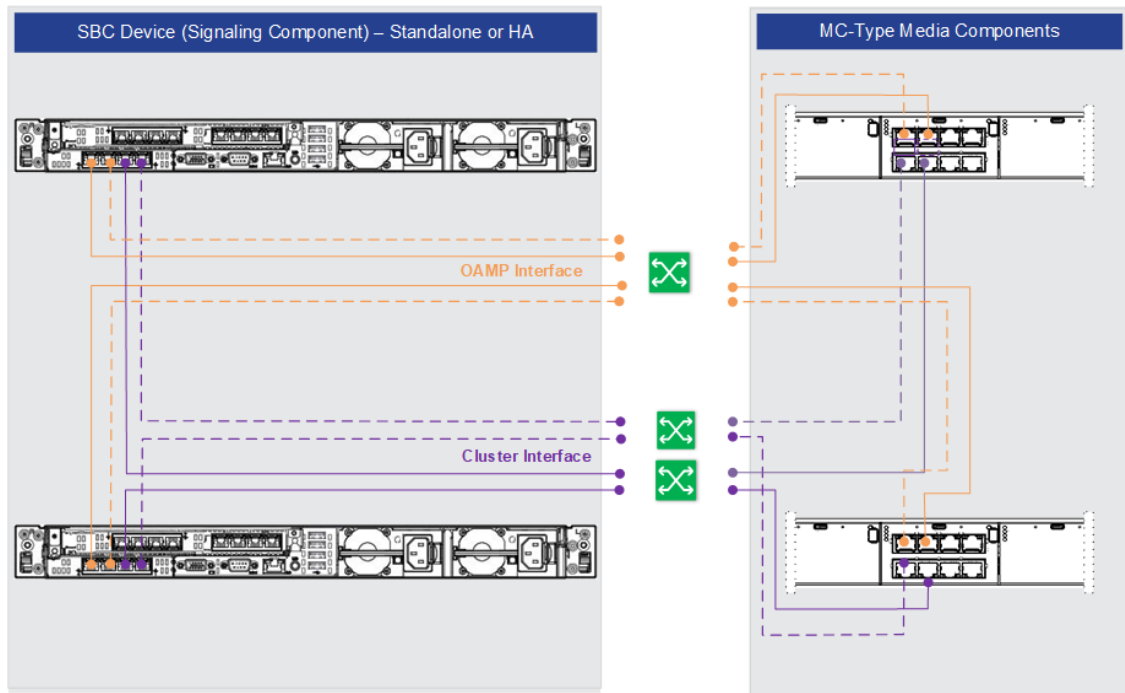 SBC Device (Signaling Component) – Standalone or HA
MC-Type Media Components
OAMP Interface
Cluster Interface